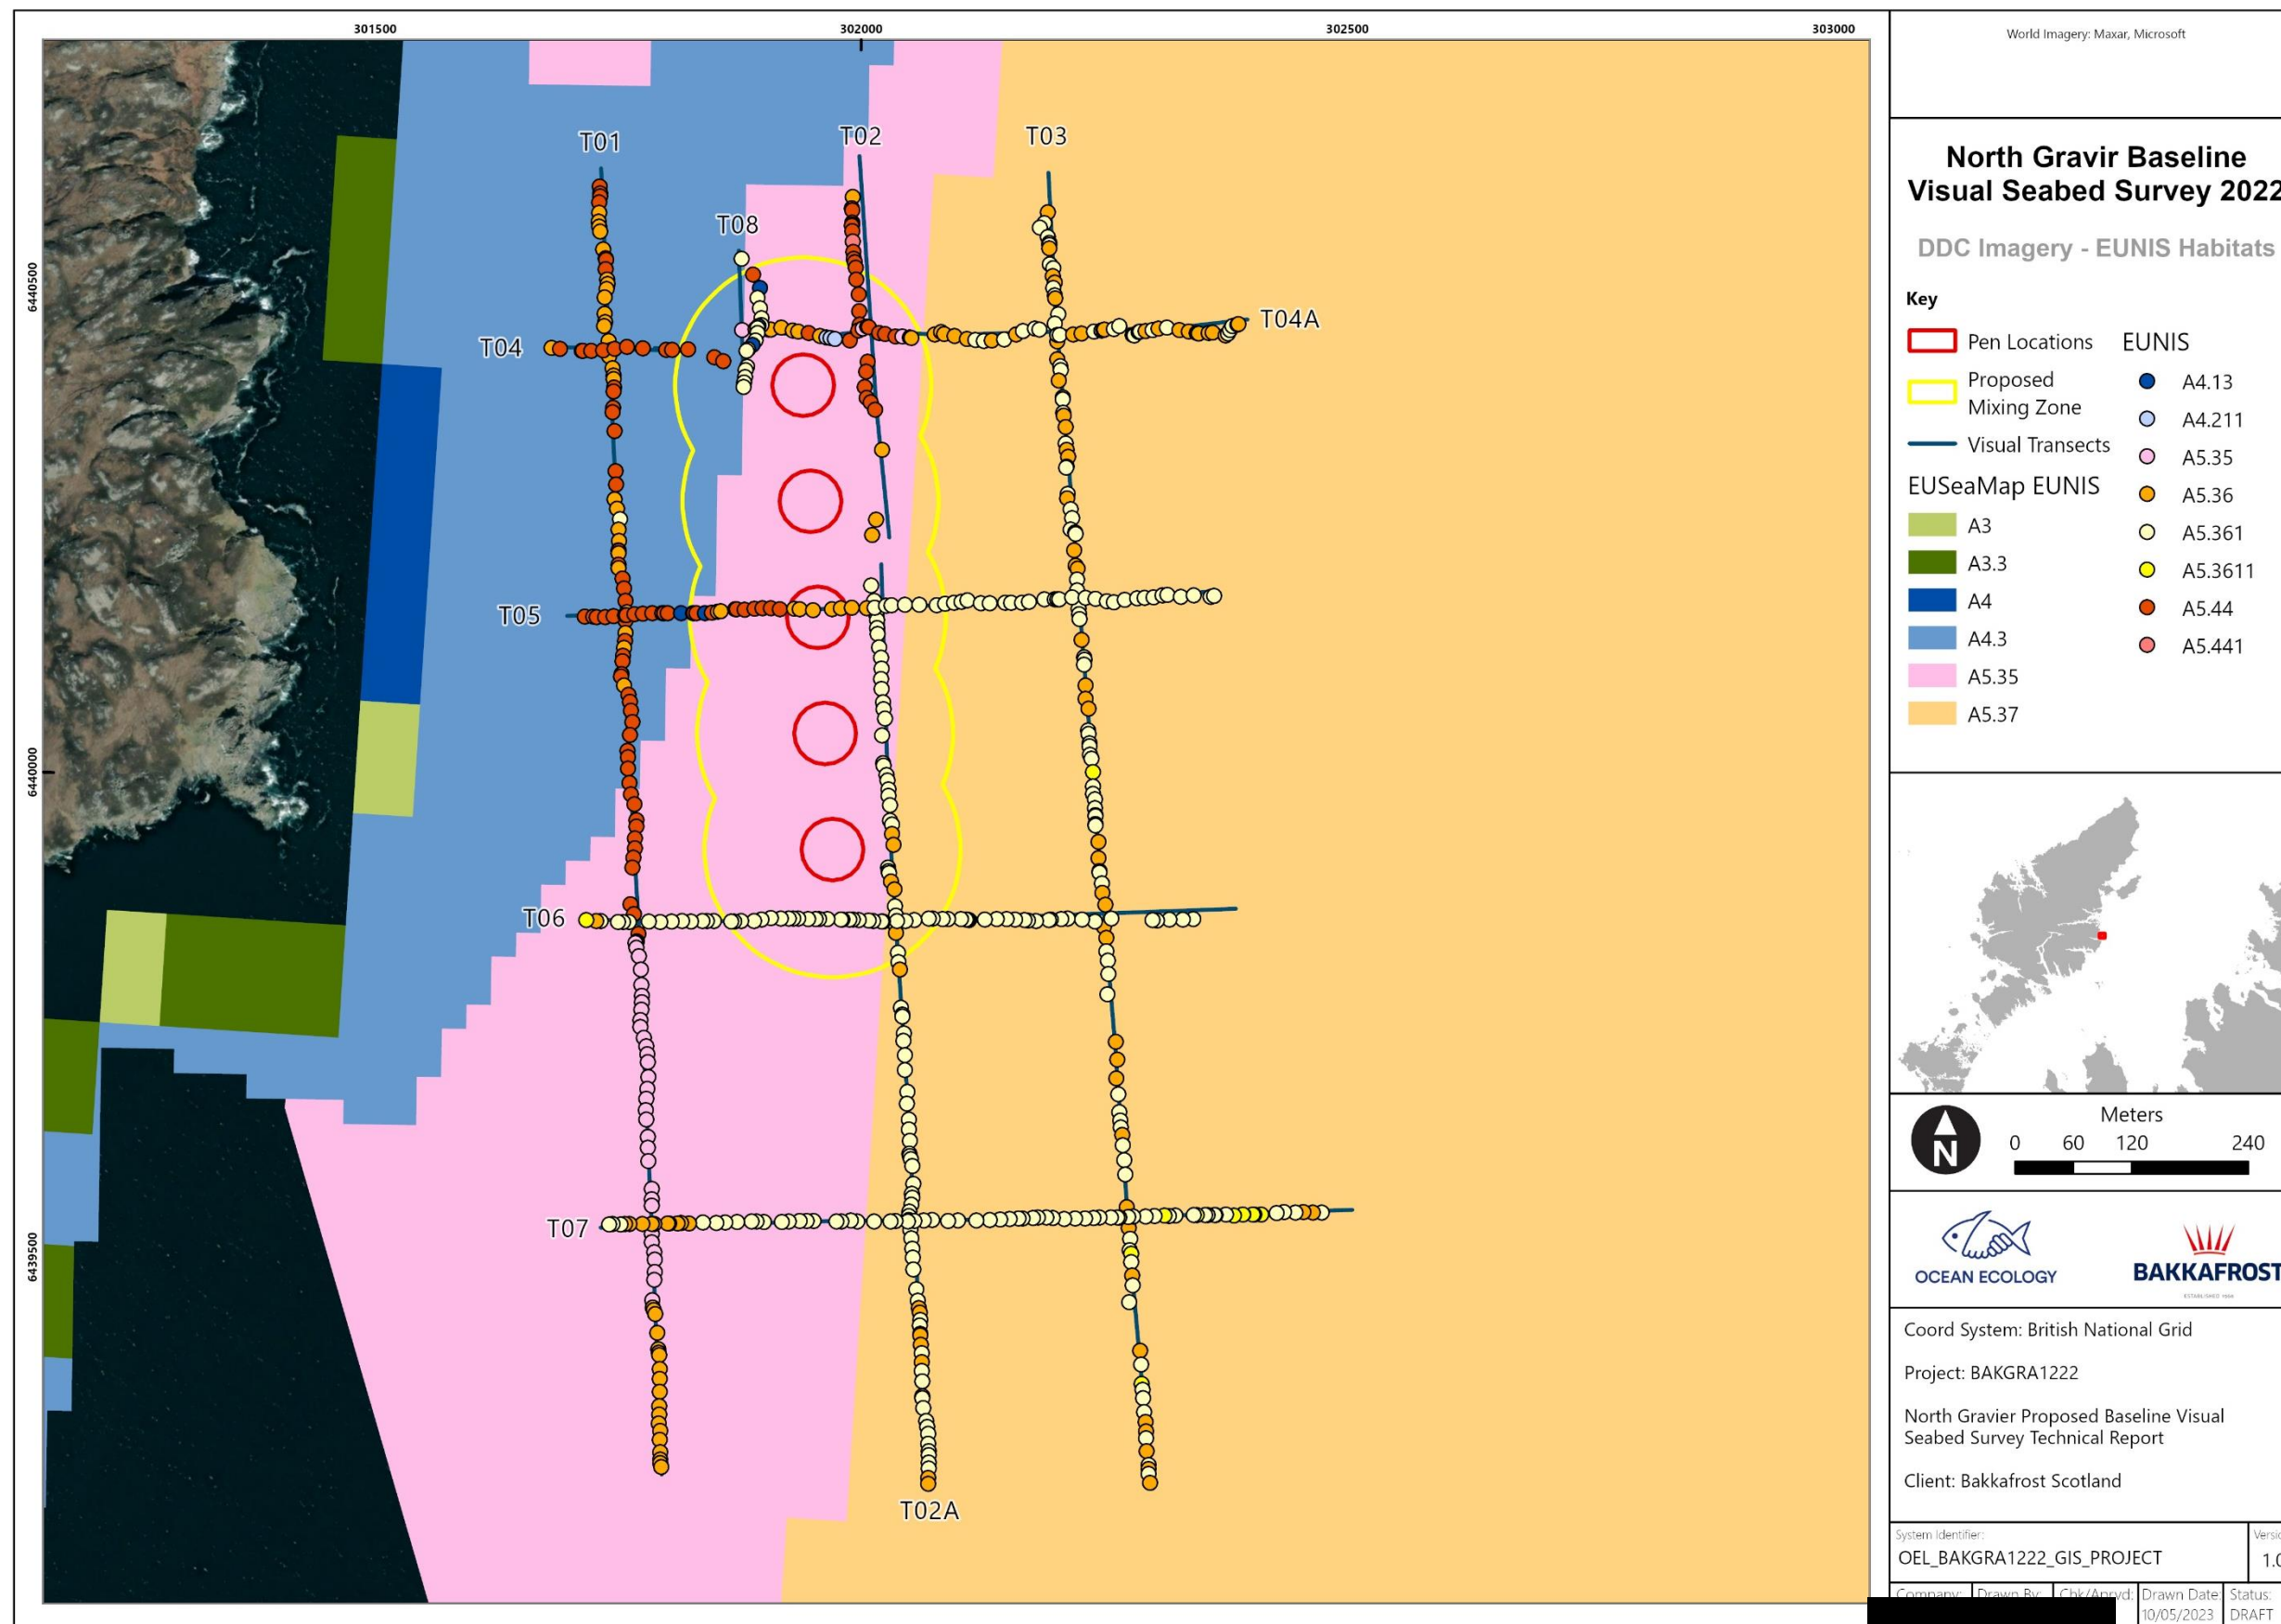 301500
302000
302500
303000
6440500
6440000
6439500
T01
T02
T03
T08
T04
T04A
T05
T06
T07
T02A
World Imagery: Maxar, Microsoft
North Gravir Baseline
Visual Seabed Survey 2022
DDC Imagery - EUNIS Habitats
Key
Pen Locations
Proposed
Mixing Zone
Visual Transects
EUSeaMap EUNIS
A3
A3.3
A4
A4.3
A5.35
A5.37
EUNIS
A4.13
A4.211
A5.35
A5.36
A5.361
A5.3611
A5.44
A5.441
N
Meters
0 60 120 240
OCEAN ECOLOGY
BAKKAFROST
Coord System: British National Grid
Project: BAKGRA1222
North Gravier Proposed Baseline Visual
Seabed Survey Technical Report
Client: Bakkafrost Scotland
System Identifier:
OEL_BAKGRA1222_GIS_PROJECT
1.0
Company: Drawn By: Chk/Aprvd: Drawn Date: Status:
10/05/2023 DRAFT